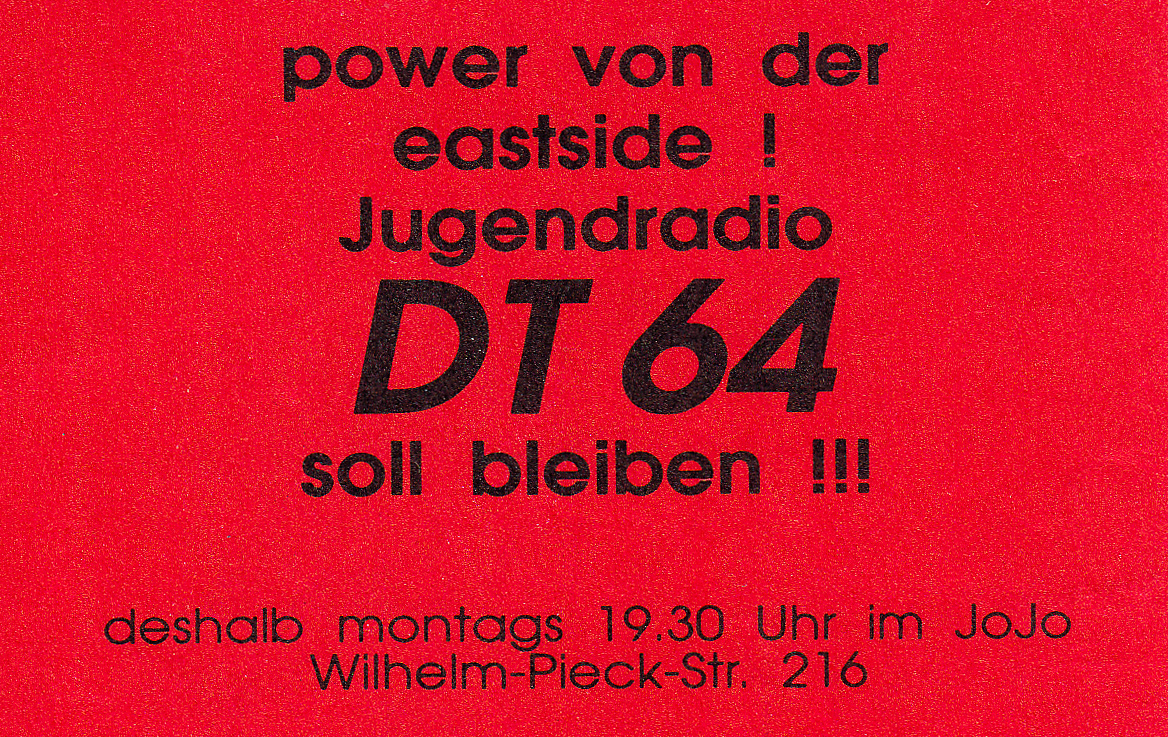 power von der
eastside !
Jugendradio
DT 64
soll bleiben !!!
deshalb montags 19.30 Uhr im JoJo
Wilhelm-Pieck-Str. 216